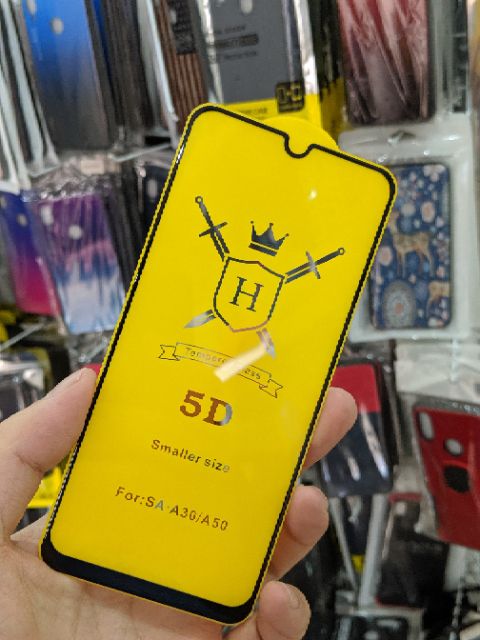 H
Tempered Glass
5D
Smaller size
For:SA-A30/A50